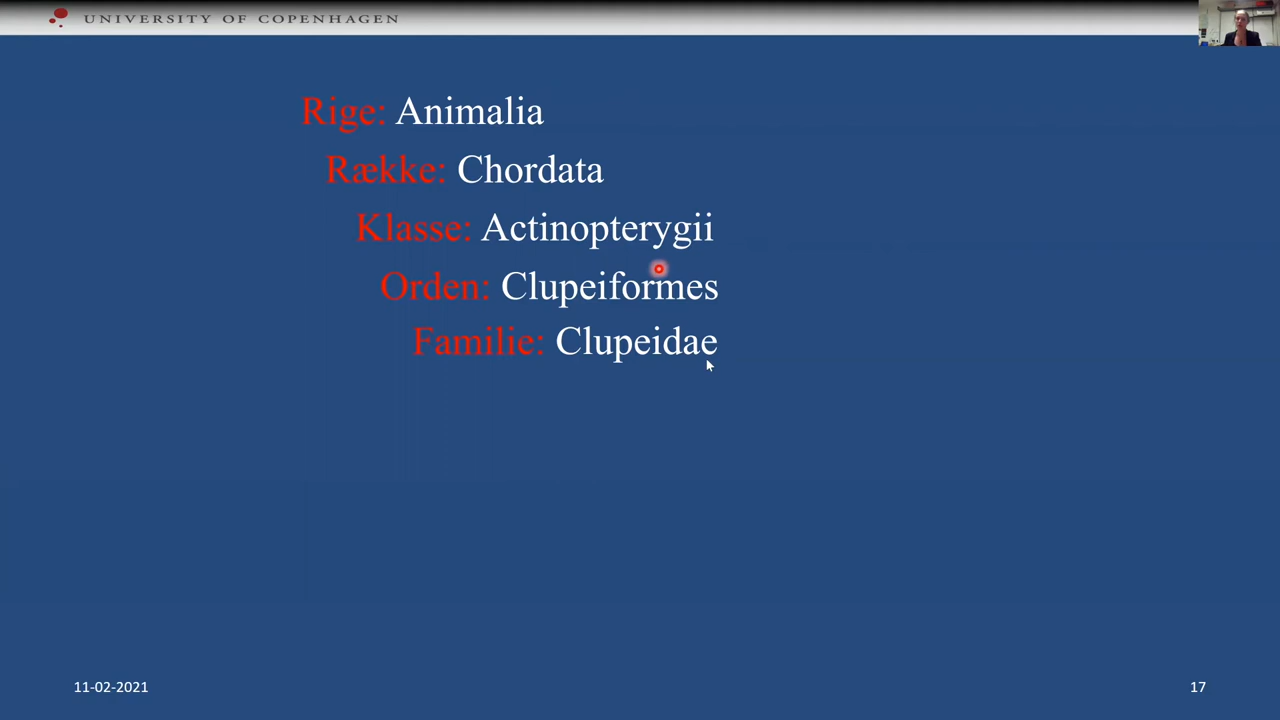 UNIVERSITY OF COPENHAGEN
Rige: Animalia
Række: Chordata
Klasse: Actinopterygii
Orden: Clupeiformes
Familie: Clupeidae
11-02-2021
17